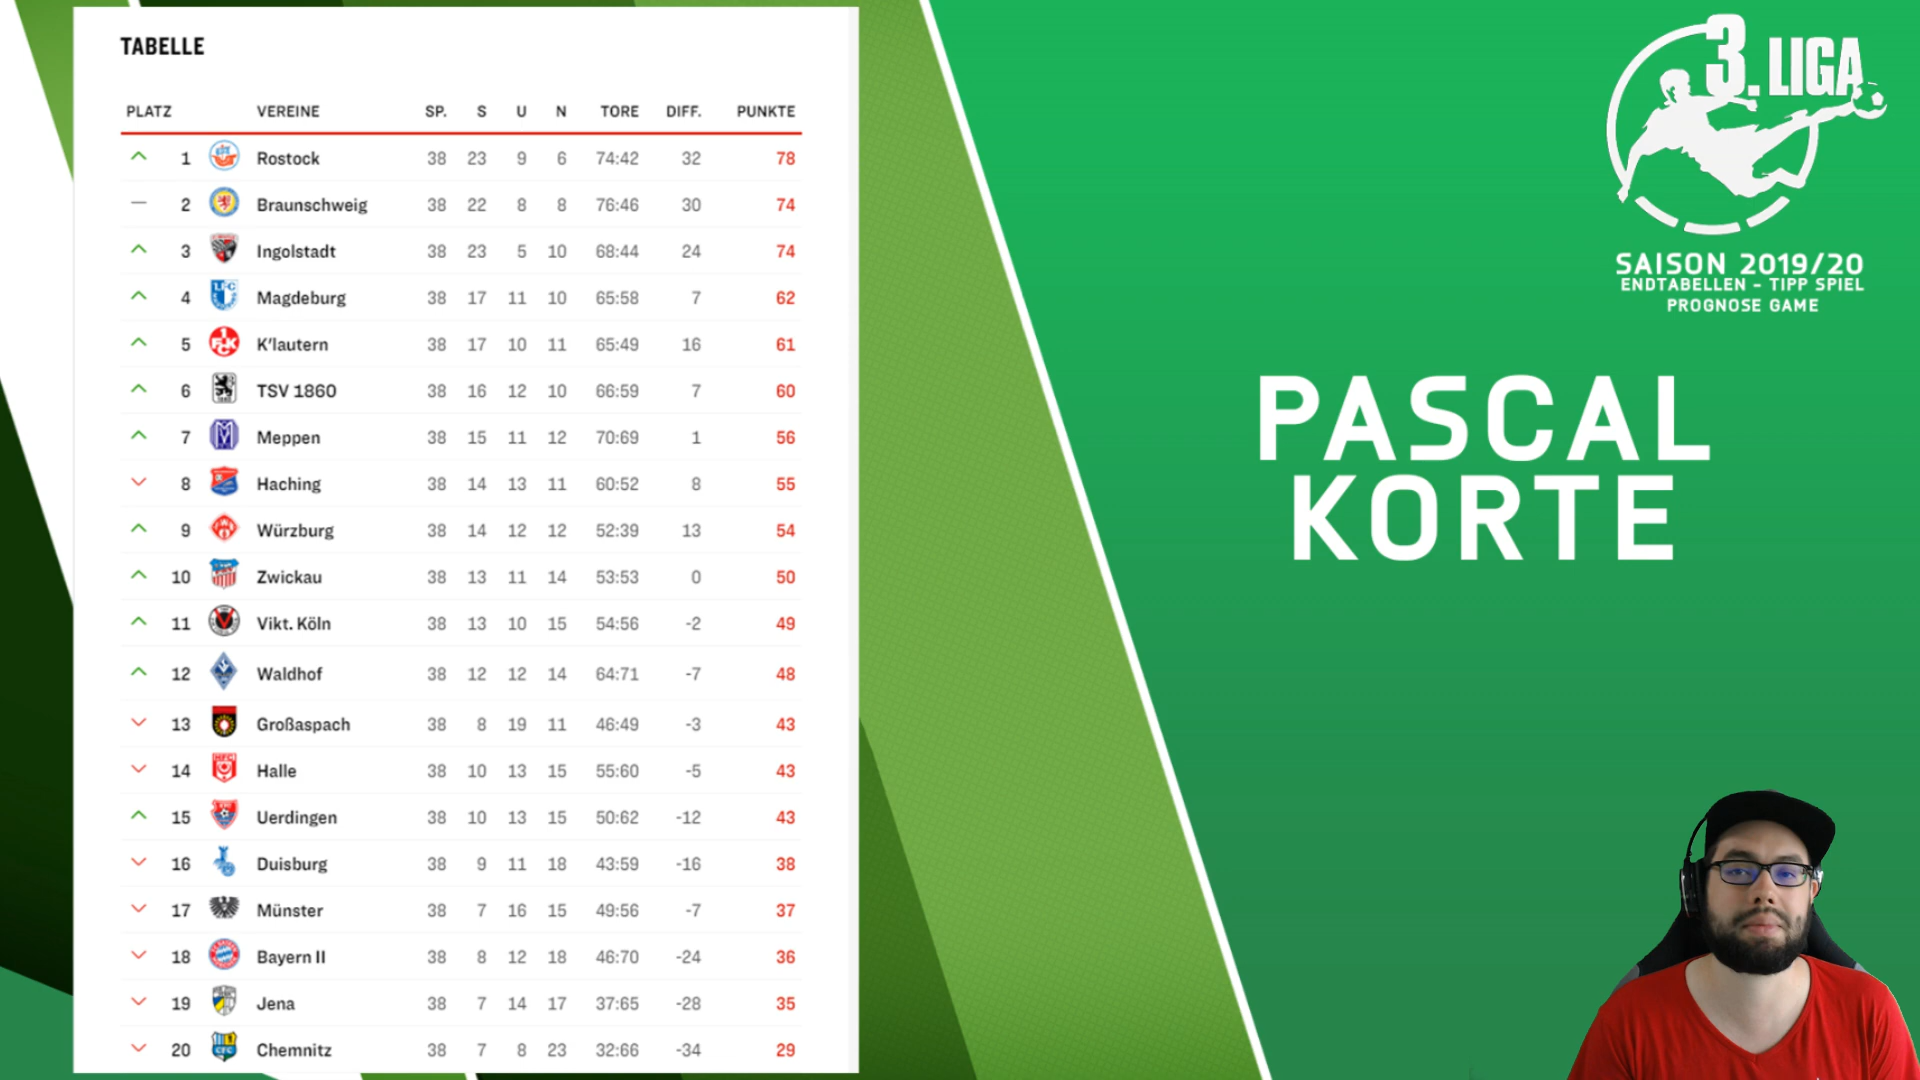 TABELLE
PLATZ VEREINE SP. S U N TORE DIFF. PUNKTE
1 Rostock 38 23 9 6 74:42 32 78
2 Braunschweig 38 22 8 8 76:46 30 74
3 Ingolstadt 38 23 5 10 68:44 24 74
4 Magdeburg 38 17 11 10 65:58 7 62
5 K'lautern 38 17 10 11 65:49 16 61
6 TSV 1860 38 16 12 10 66:59 7 60
7 Meppen 38 15 11 12 70:69 1 56
8 Haching 38 14 13 11 60:52 8 55
9 Würzburg 38 14 12 12 52:39 13 54
10 Zwickau 38 13 11 14 53:53 0 50
11 Vikt. Köln 38 13 10 15 54:56 -2 49
12 Waldhof 38 12 12 14 64:71 -7 48
13 Großaspach 38 8 19 11 46:49 -3 43
14 Halle 38 10 13 15 55:60 -5 43
15 Uerdingen 38 10 13 15 50:62 -12 43
16 Duisburg 38 9 11 18 43:59 -16 38
17 Münster 38 7 16 15 49:56 -7 37
18 Bayern II 38 8 12 18 46:70 -24 36
19 Jena 38 7 14 17 37:65 -28 35
20 Chemnitz 38 7 8 23 32:66 -34 29
3. LIGA
SAISON 2019/20
ENDTABELLEN - TIPP SPIEL
PROGNOSE GAME
PASCAL
KORTE